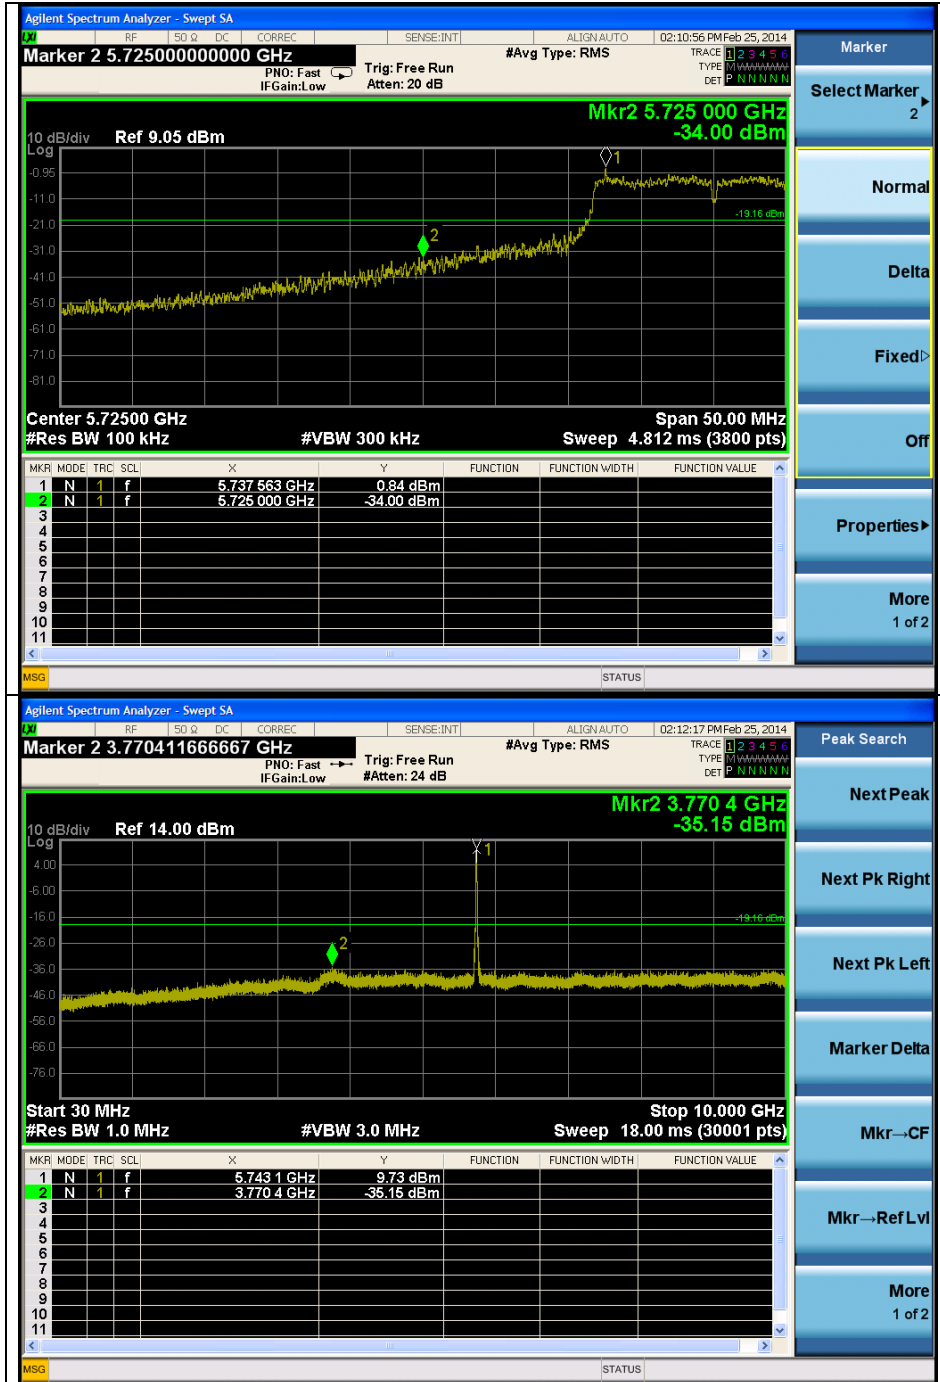 Agilent Spectrum Analyzer - Swept SA
LXI RF 50 Ω DC CORREC SENSE:INT ALIGN AUTO 02:10:56 PM Feb 25, 2014
Marker 2 5.725000000000 GHz #Avg Type: RMS TRACE 1 2 3 4 5 6
PNO: Fast Trig: Free Run TYPE M WWWWW
IFGain:Low Atten: 20 dB DET P N N N N N
Mkr2 5.725 000 GHz
-34.00 dBm
10 dB/div Ref 9.05 dBm
Log
1
-0.95
-11.0
-19.16 dBm
-21.0
2
-31.0
-41.0
-51.0
-61.0
-71.0
-81.0
Center 5.72500 GHz Span 50.00 MHz
#Res BW 100 kHz #VBW 300 kHz Sweep 4.812 ms (3800 pts)
MKR MODE TRC SCL X Y FUNCTION FUNCTION WIDTH FUNCTION VALUE
1 N 1 f 5.737 563 GHz 0.84 dBm
2 N 1 f 5.725 000 GHz -34.00 dBm
3
4
5
6
7
8
9
10
11
MSG STATUS
Marker
Select Marker
2
Normal
Delta
Fixed
Off
Properties
More
1 of 2
Agilent Spectrum Analyzer - Swept SA
LXI RF 50 Ω DC CORREC SENSE:INT ALIGN AUTO 02:12:17 PM Feb 25, 2014
Marker 2 3.770411666667 GHz #Avg Type: RMS TRACE 1 2 3 4 5 6
PNO: Fast Trig: Free Run TYPE M WWWWW
IFGain:Low #Atten: 24 dB DET P N N N N N
Mkr2 3.770 4 GHz
-35.15 dBm
10 dB/div Ref 14.00 dBm
Log
1
4.00
-6.00
-16.0
-19.16 dBm
-26.0
2
-36.0
-46.0
-56.0
-66.0
-76.0
Start 30 MHz Stop 10.000 GHz
#Res BW 1.0 MHz #VBW 3.0 MHz Sweep 18.00 ms (30001 pts)
MKR MODE TRC SCL X Y FUNCTION FUNCTION WIDTH FUNCTION VALUE
1 N 1 f 5.743 1 GHz 9.73 dBm
2 N 1 f 3.770 4 GHz -35.15 dBm
3
4
5
6
7
8
9
10
11
MSG STATUS
Peak Search
Next Peak
Next Pk Right
Next Pk Left
Marker Delta
Mkr→CF
Mkr→Ref Lvl
More
1 of 2